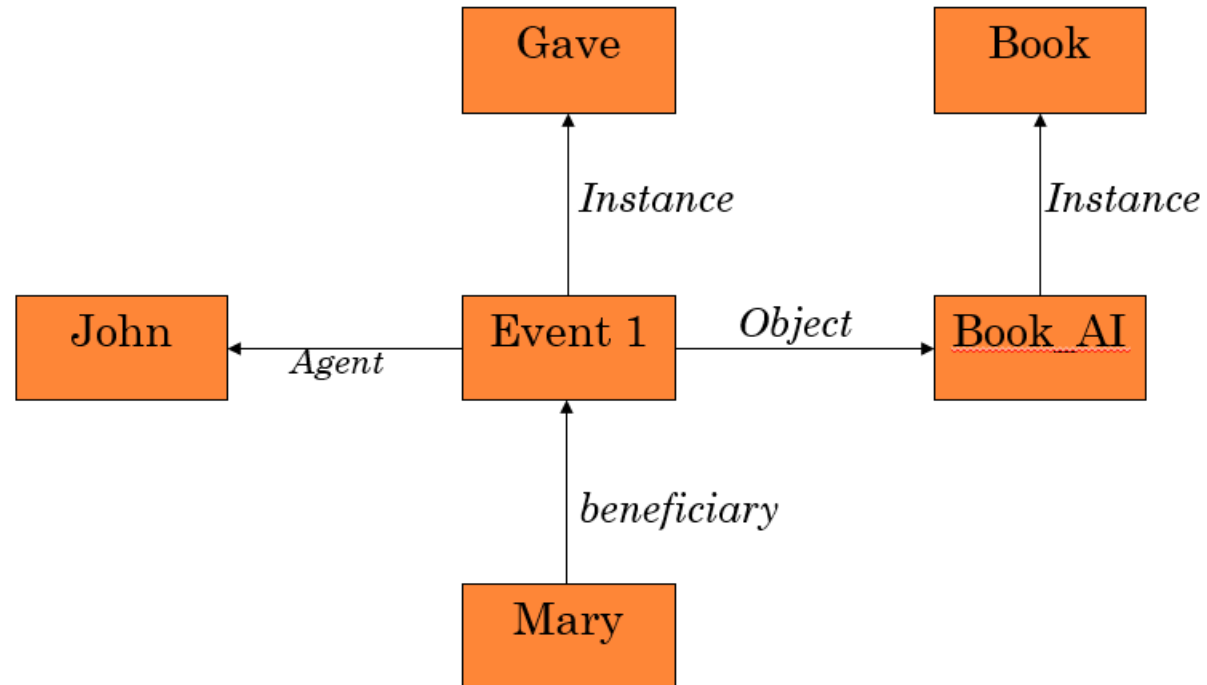 Gave
Book
Instance
Instance
John
Agent
Event 1
Object
Book_AI
beneficiary
Mary